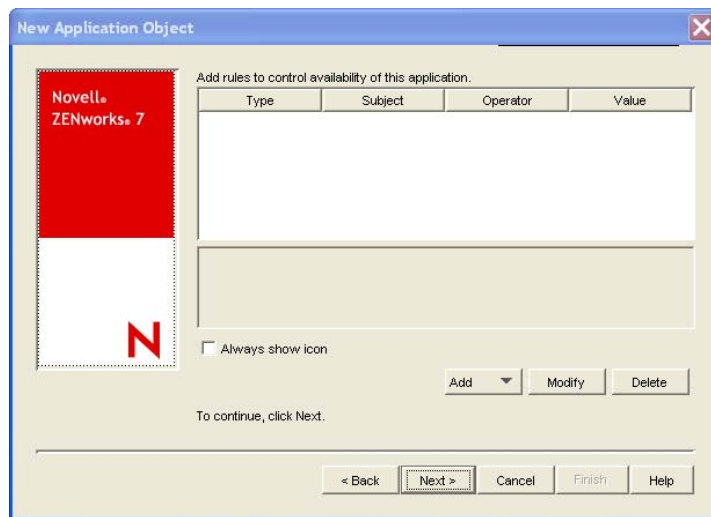 New Application Object
Novell®
ZENworks® 7
Add rules to control availability of this application.
Type Subject Operator Value
N
Always show icon
Add Modify Delete
To continue, click Next.
< Back Next > Cancel Finish Help